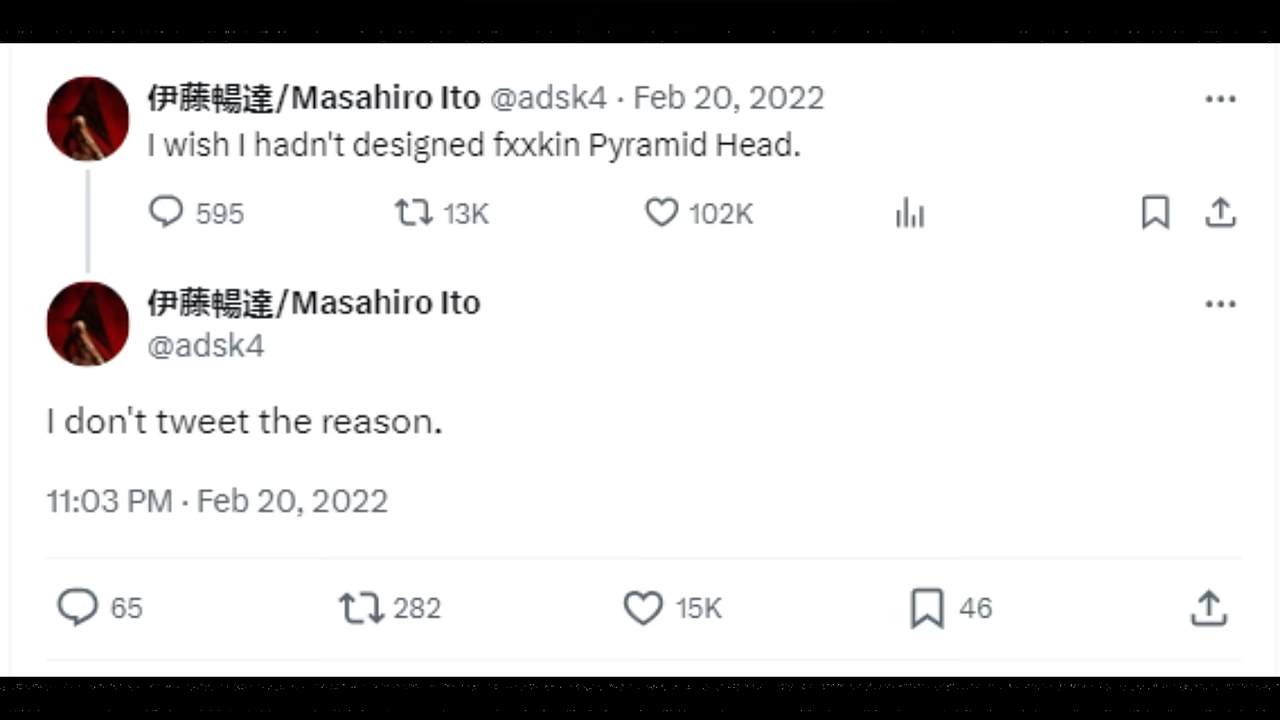 伊藤暢達/Masahiro Ito @adsk4 · Feb 20, 2022
I wish I hadn't designed fxxkin Pyramid Head.
595 13K 102K
伊藤暢達/Masahiro Ito
@adsk4
I don't tweet the reason.
11:03 PM · Feb 20, 2022
65 282 15K 46